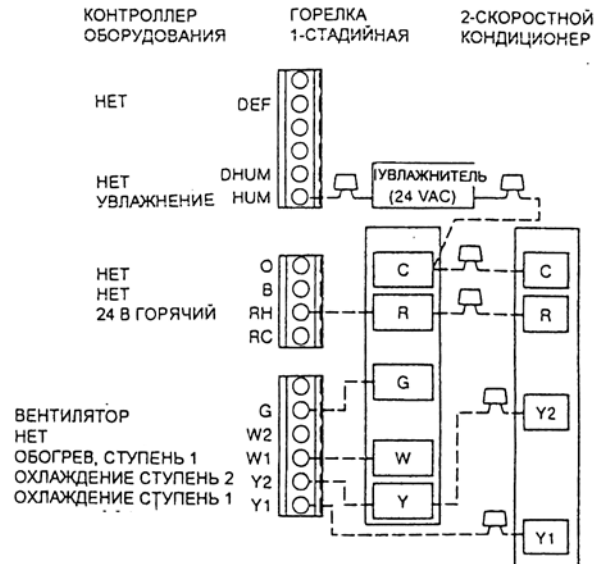 КОНТРОЛЛЕР ОБОРУДОВАНИЯ
ГОРЕЛКА 1-СТАДИЙНАЯ
2-СКОРОСТНОЙ КОНДИЦИОНЕР
НЕТ DEF
НЕТ DHUM
УВЛАЖНЕНИЕ HUM
УВЛАЖНИТЕЛЬ
(24 VAC)
НЕТ O C C
НЕТ B
24 В ГОРЯЧИЙ RH R R
RC
ВЕНТИЛЯТОР G G
НЕТ W2 Y2
ОБОГРЕВ, СТУПЕНЬ 1 W1 W
ОХЛАЖДЕНИЕ СТУПЕНЬ 2 Y2 Y
ОХЛАЖДЕНИЕ СТУПЕНЬ 1 Y1 Y1